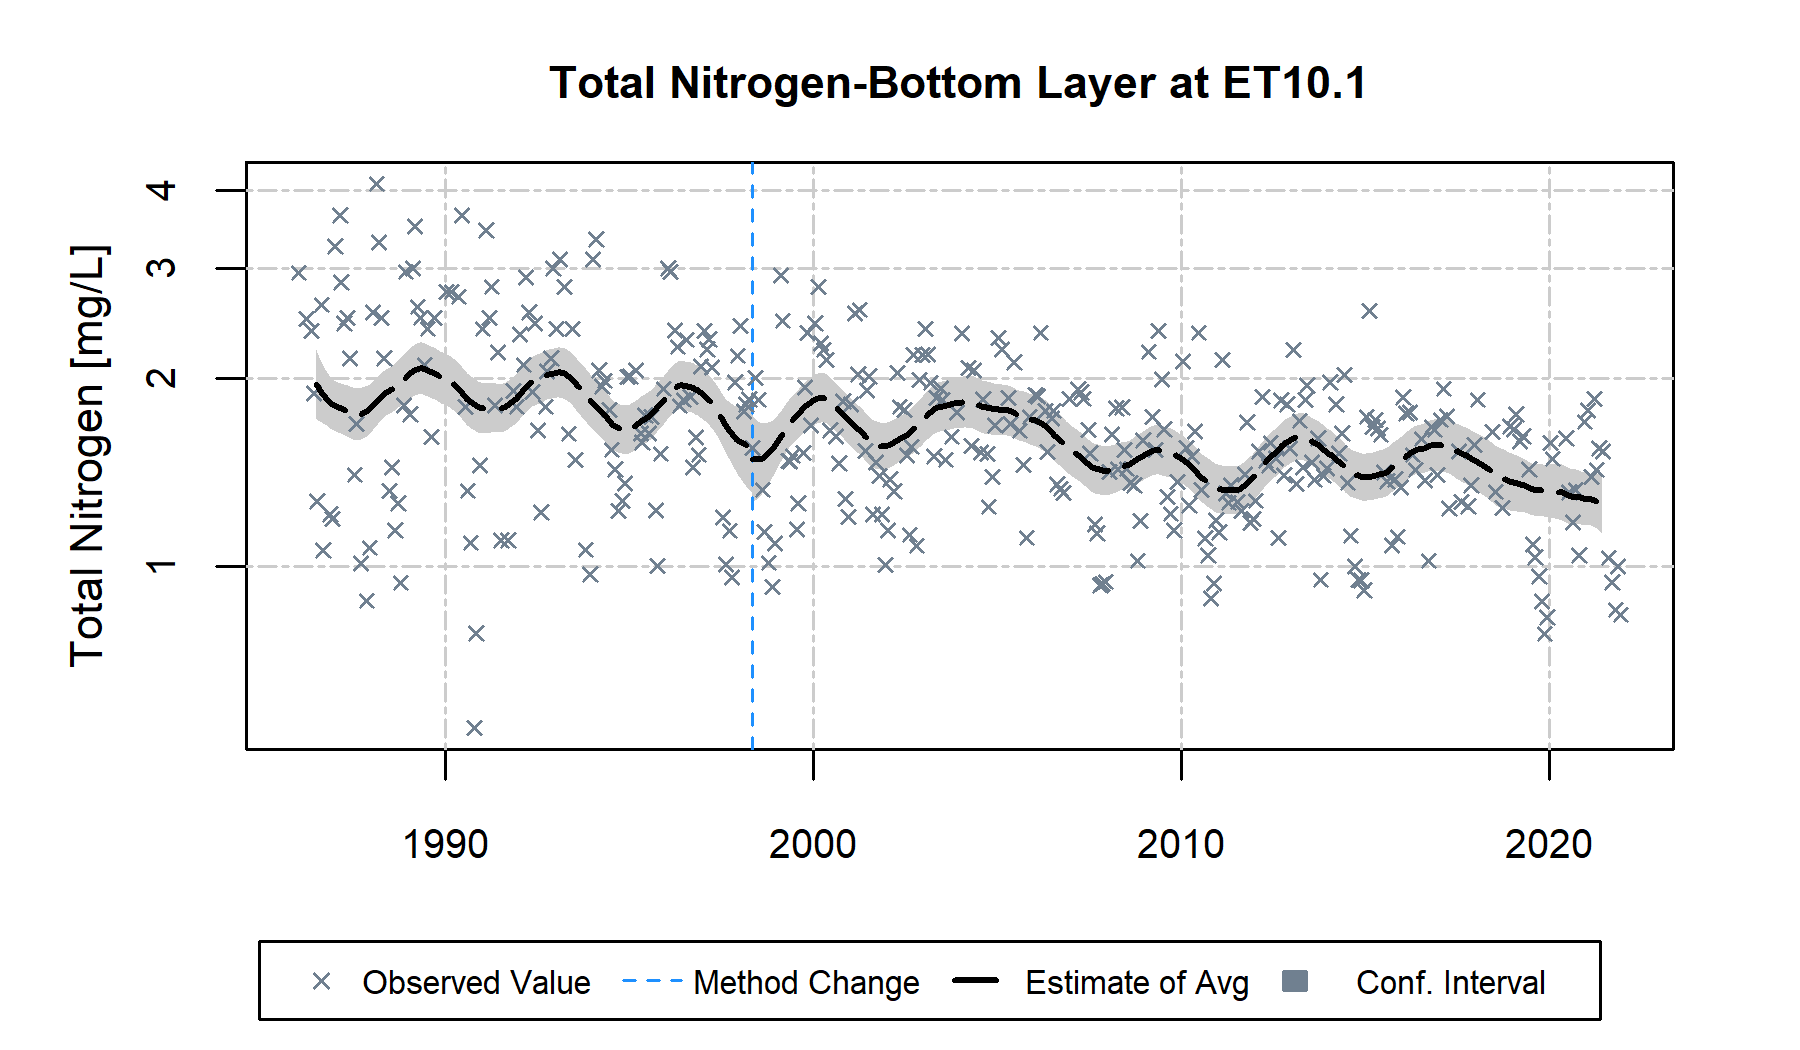 Total Nitrogen-Bottom Layer at ET10.1
Total Nitrogen [mg/L]
4
3
2
1
1990 2000 2010 2020
Observed Value Method Change Estimate of Avg Conf. Interval